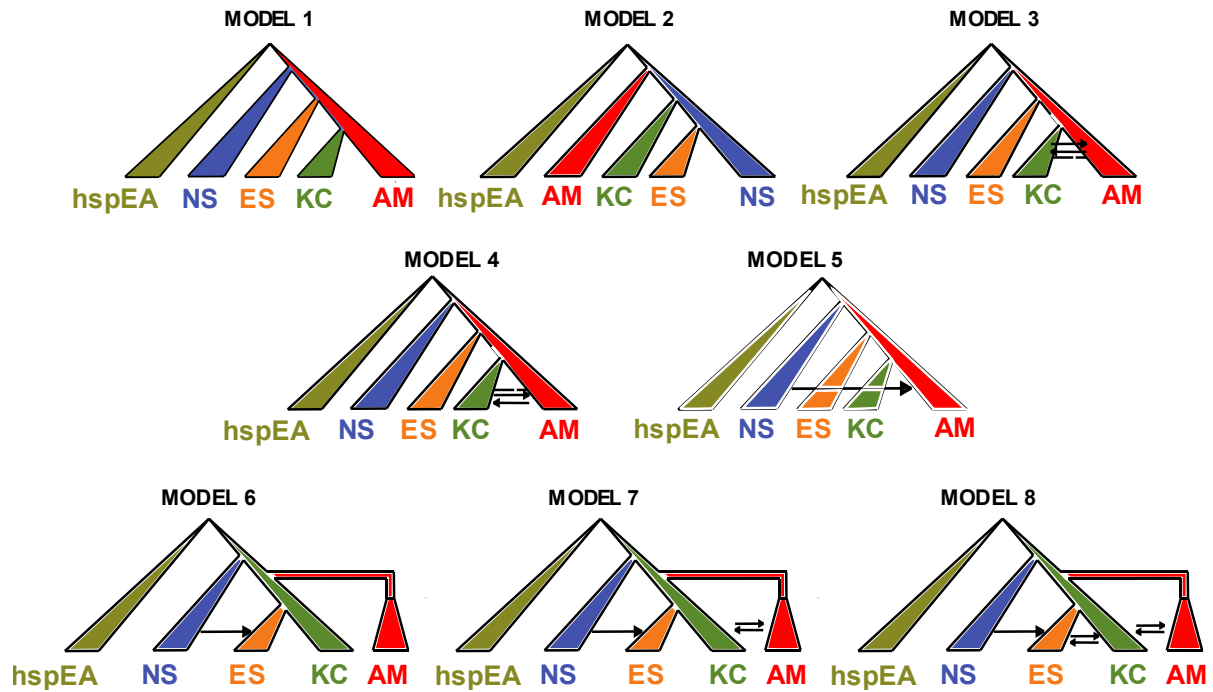 MODEL 1 MODEL 2 MODEL 3
hspEA NS ES KC AM hspEA AM KC ES NS hspEA NS ES KC AM
MODEL 4 MODEL 5
hspEA NS ES KC AM hspEA NS ES KC AM
MODEL 6 MODEL 7 MODEL 8
hspEA NS ES KC AM hspEA NS ES KC AM hspEA NS ES KC AM